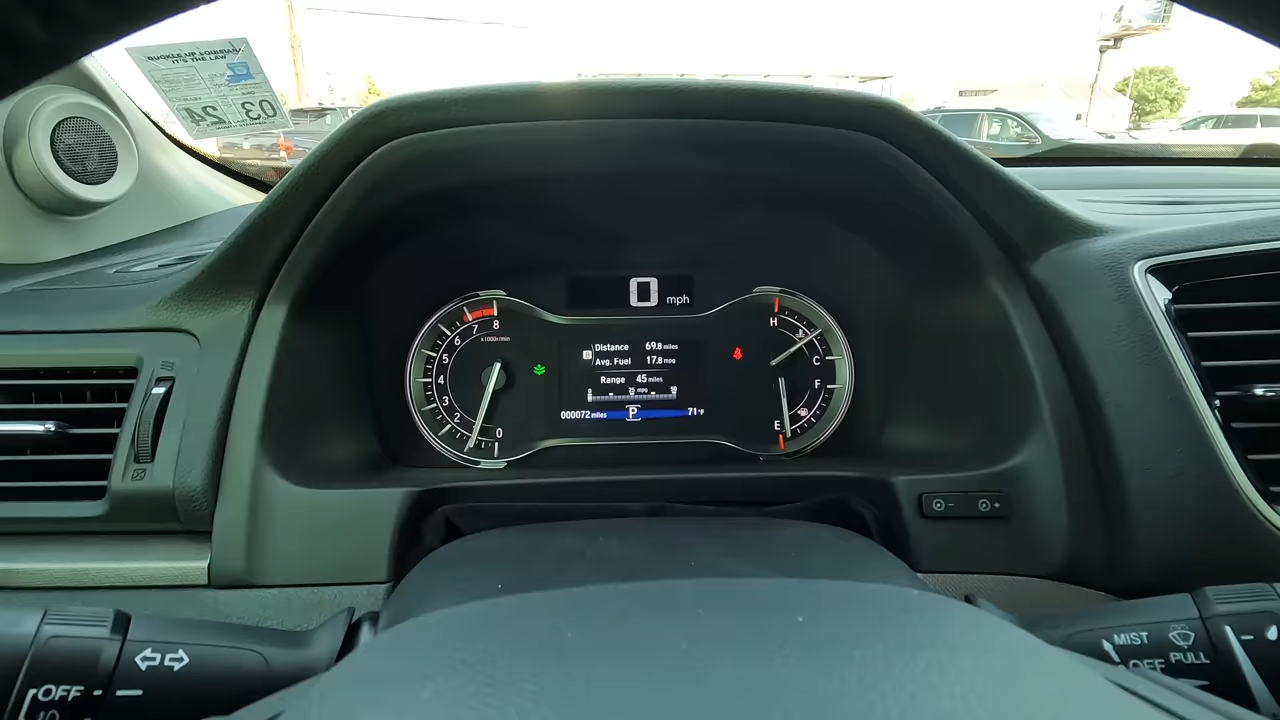 BUCKLE UP LOUISIANA
IT'S THE LAW
03 24
0 mph
8
7
6
5
4
3
2
0
x1000r/min
B Distance 69.8 miles
Avg. Fuel 17.8 mpg
Range 45 miles
0 25 mpg 50
000072 miles P 71°F
H
C
F
E
- +
OFF
MIST
OFF PULL